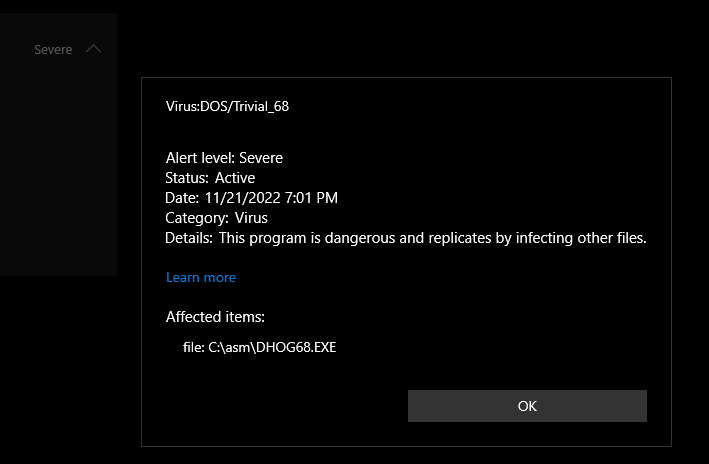 Severe
Virus:DOS/Trivial_68
Alert level: Severe
Status: Active
Date: 11/21/2022 7:01 PM
Category: Virus
Details: This program is dangerous and replicates by infecting other files.
Learn more
Affected items:
file: C:\asm\DHOG68.EXE
OK